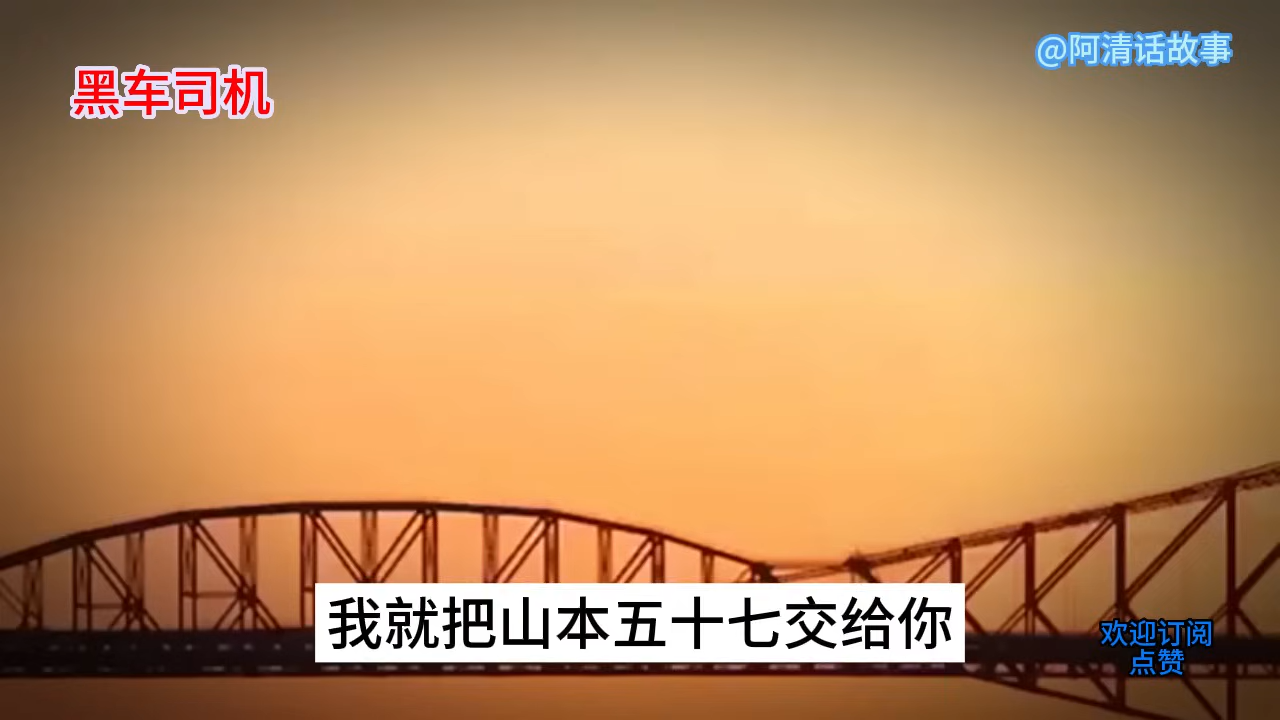 @阿清话故事
黑车司机
我就把山本五十七交给你
欢迎订阅
点赞